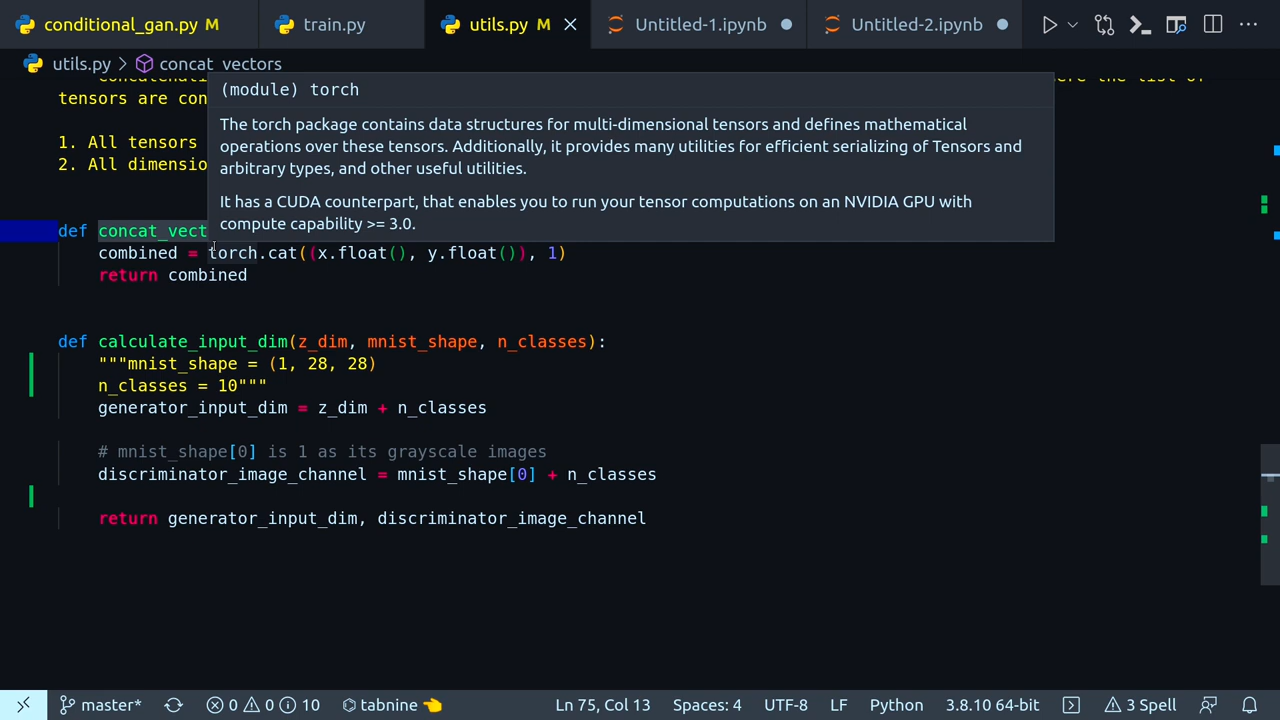 conditional_gan.py M train.py utils.py M Untitled-1.ipynb Untitled-2.ipynb
utils.py > concat_vectors
the list of
tensors are con
(module) torch
The torch package contains data structures for multi-dimensional tensors and defines mathematical
operations over these tensors. Additionally, it provides many utilities for efficient serializing of Tensors and
arbitrary types, and other useful utilities.
It has a CUDA counterpart, that enables you to run your tensor computations on an NVIDIA GPU with
compute capability >= 3.0.
1. All tensors
2. All dimensio
def concat_vect
combined = torch.cat((x.float(), y.float()), 1)
return combined
def calculate_input_dim(z_dim, mnist_shape, n_classes):
"""mnist_shape = (1, 28, 28)
n_classes = 10"""
generator_input_dim = z_dim + n_classes
# mnist_shape[0] is 1 as its grayscale images
discriminator_image_channel = mnist_shape[0] + n_classes
return generator_input_dim, discriminator_image_channel
master* 0 0 10 tabnine Ln 75, Col 13 Spaces: 4 UTF-8 LF Python 3.8.10 64-bit 3 Spell